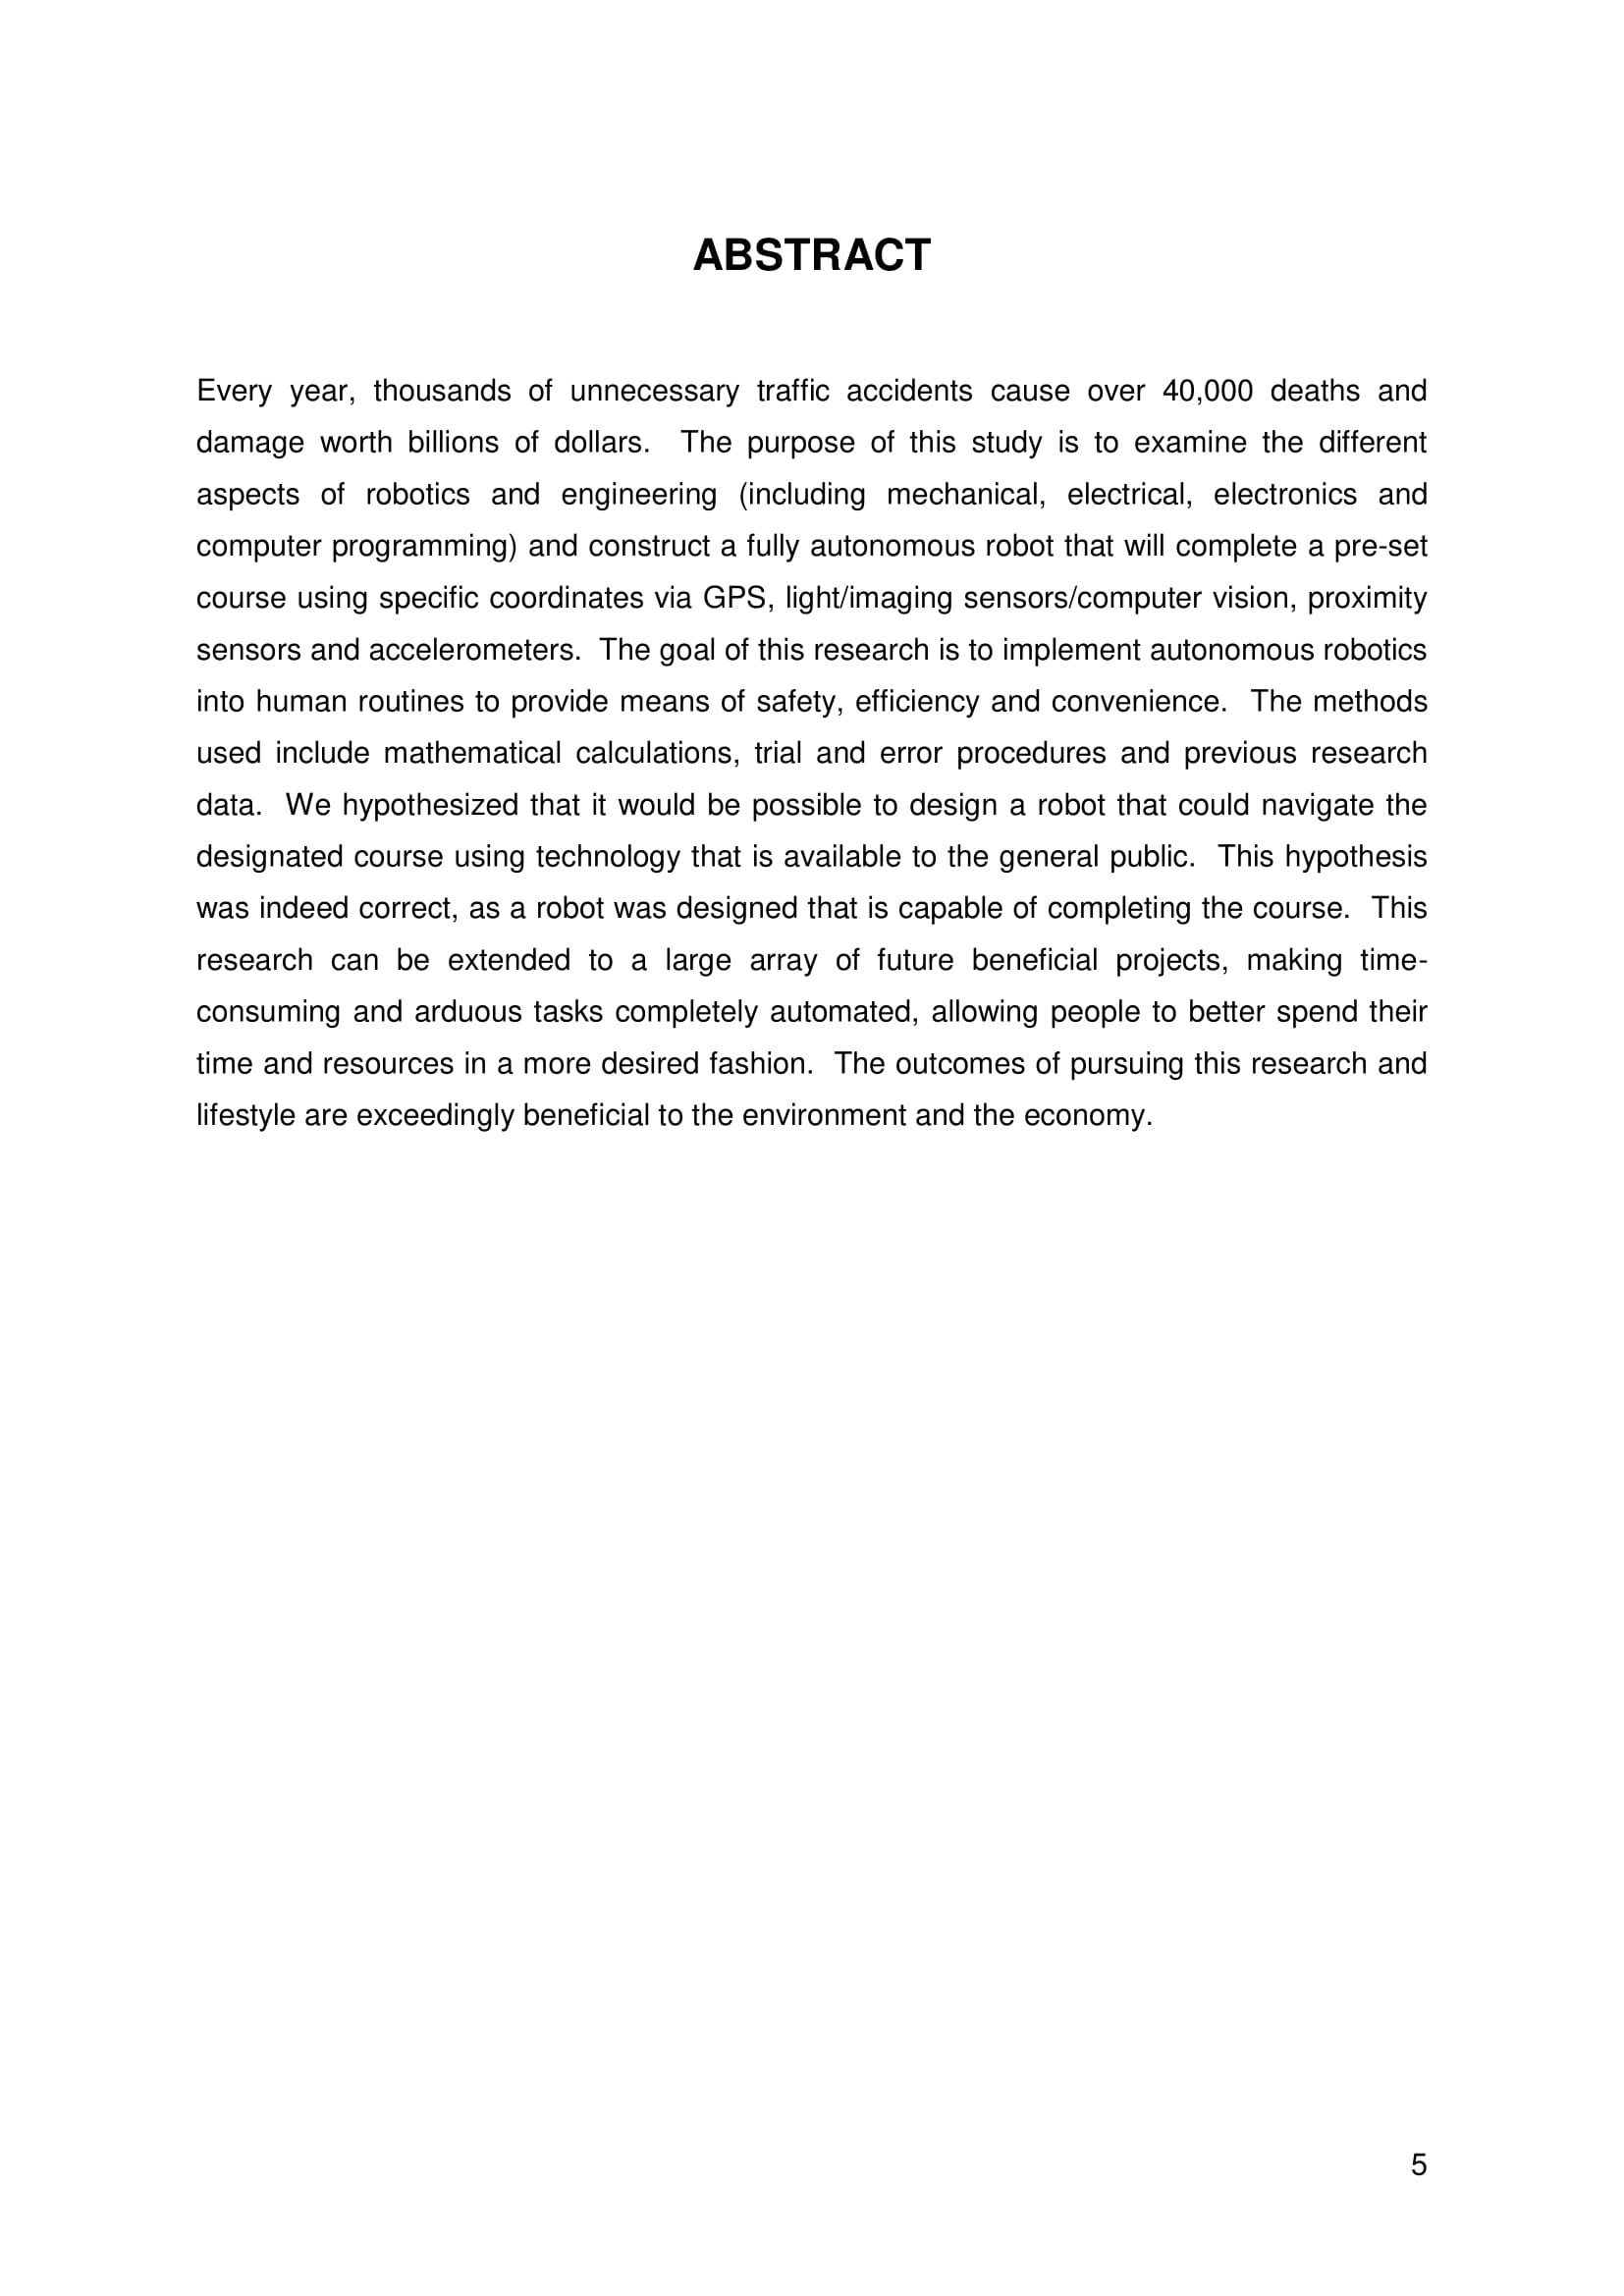 ABSTRACT
Every year, thousands of unnecessary traffic accidents cause over 40,000 deaths and
damage worth billions of dollars.  The purpose of this study is to examine the different
aspects of robotics and engineering (including mechanical, electrical, electronics and
computer programming) and construct a fully autonomous robot that will complete a pre-set
course using specific coordinates via GPS, light/imaging sensors/computer vision, proximity
sensors and accelerometers.  The goal of this research is to implement autonomous robotics
into human routines to provide means of safety, efficiency and convenience.  The methods
used include mathematical calculations, trial and error procedures and previous research
data.  We hypothesized that it would be possible to design a robot that could navigate the
designated course using technology that is available to the general public.  This hypothesis
was indeed correct, as a robot was designed that is capable of completing the course.  This
research can be extended to a large array of future beneficial projects, making time-
consuming and arduous tasks completely automated, allowing people to better spend their
time and resources in a more desired fashion.  The outcomes of pursuing this research and
lifestyle are exceedingly beneficial to the environment and the economy.
5